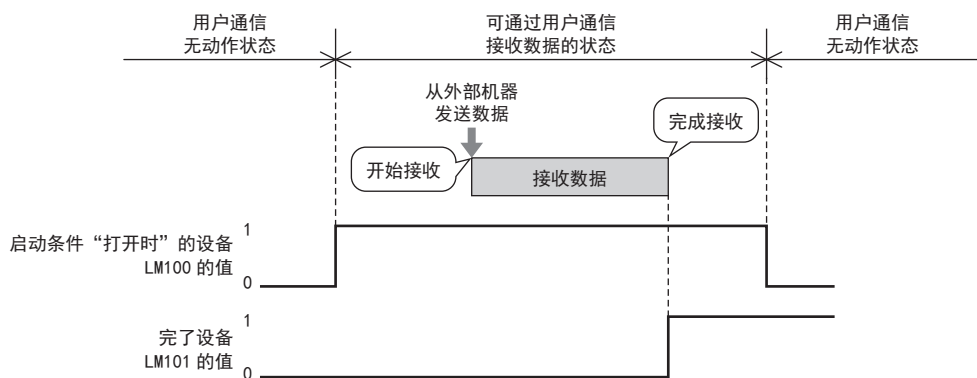 用户通信
无动作状态
可通过用户通信
接收数据的状态
用户通信
无动作状态
从外部机器
发送数据
完成接收
开始接收
接收数据
启动条件“打开时”的设备
LM100 的值
1
0
完了设备
LM101 的值
1
0